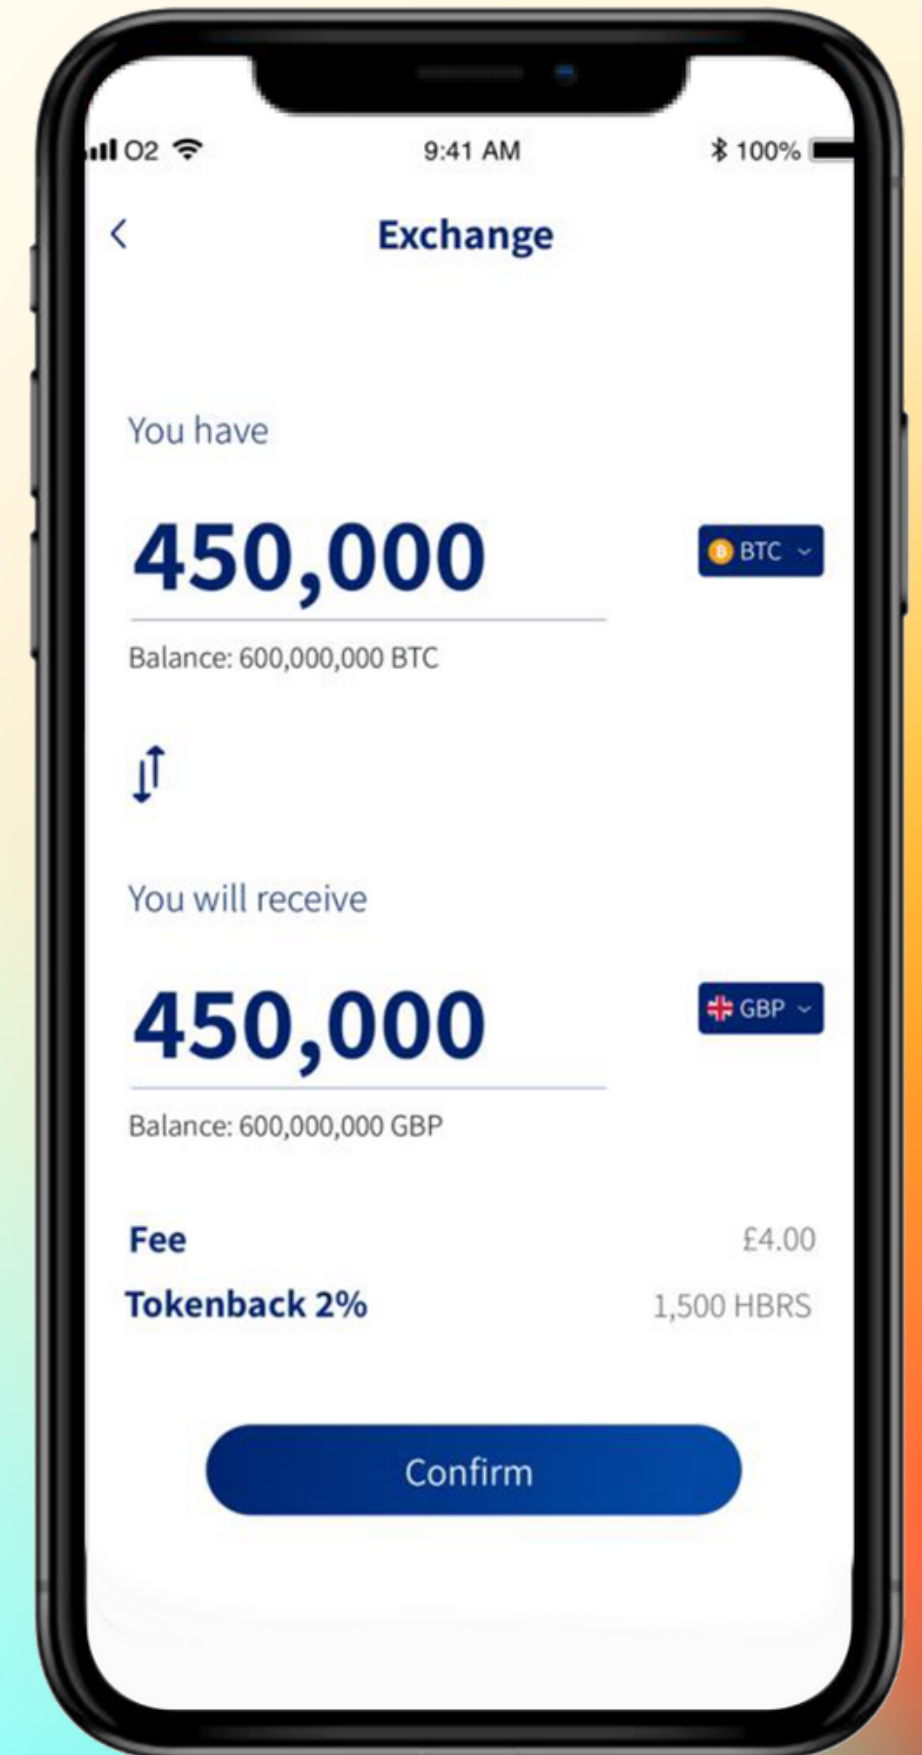 O2 9:41 AM 100%
Exchange
You have
450,000 BTC
Balance: 600,000,000 BTC
You will receive
450,000 GBP
Balance: 600,000,000 GBP
Fee £4.00
Tokenback 2% 1,500 HBRS
Confirm